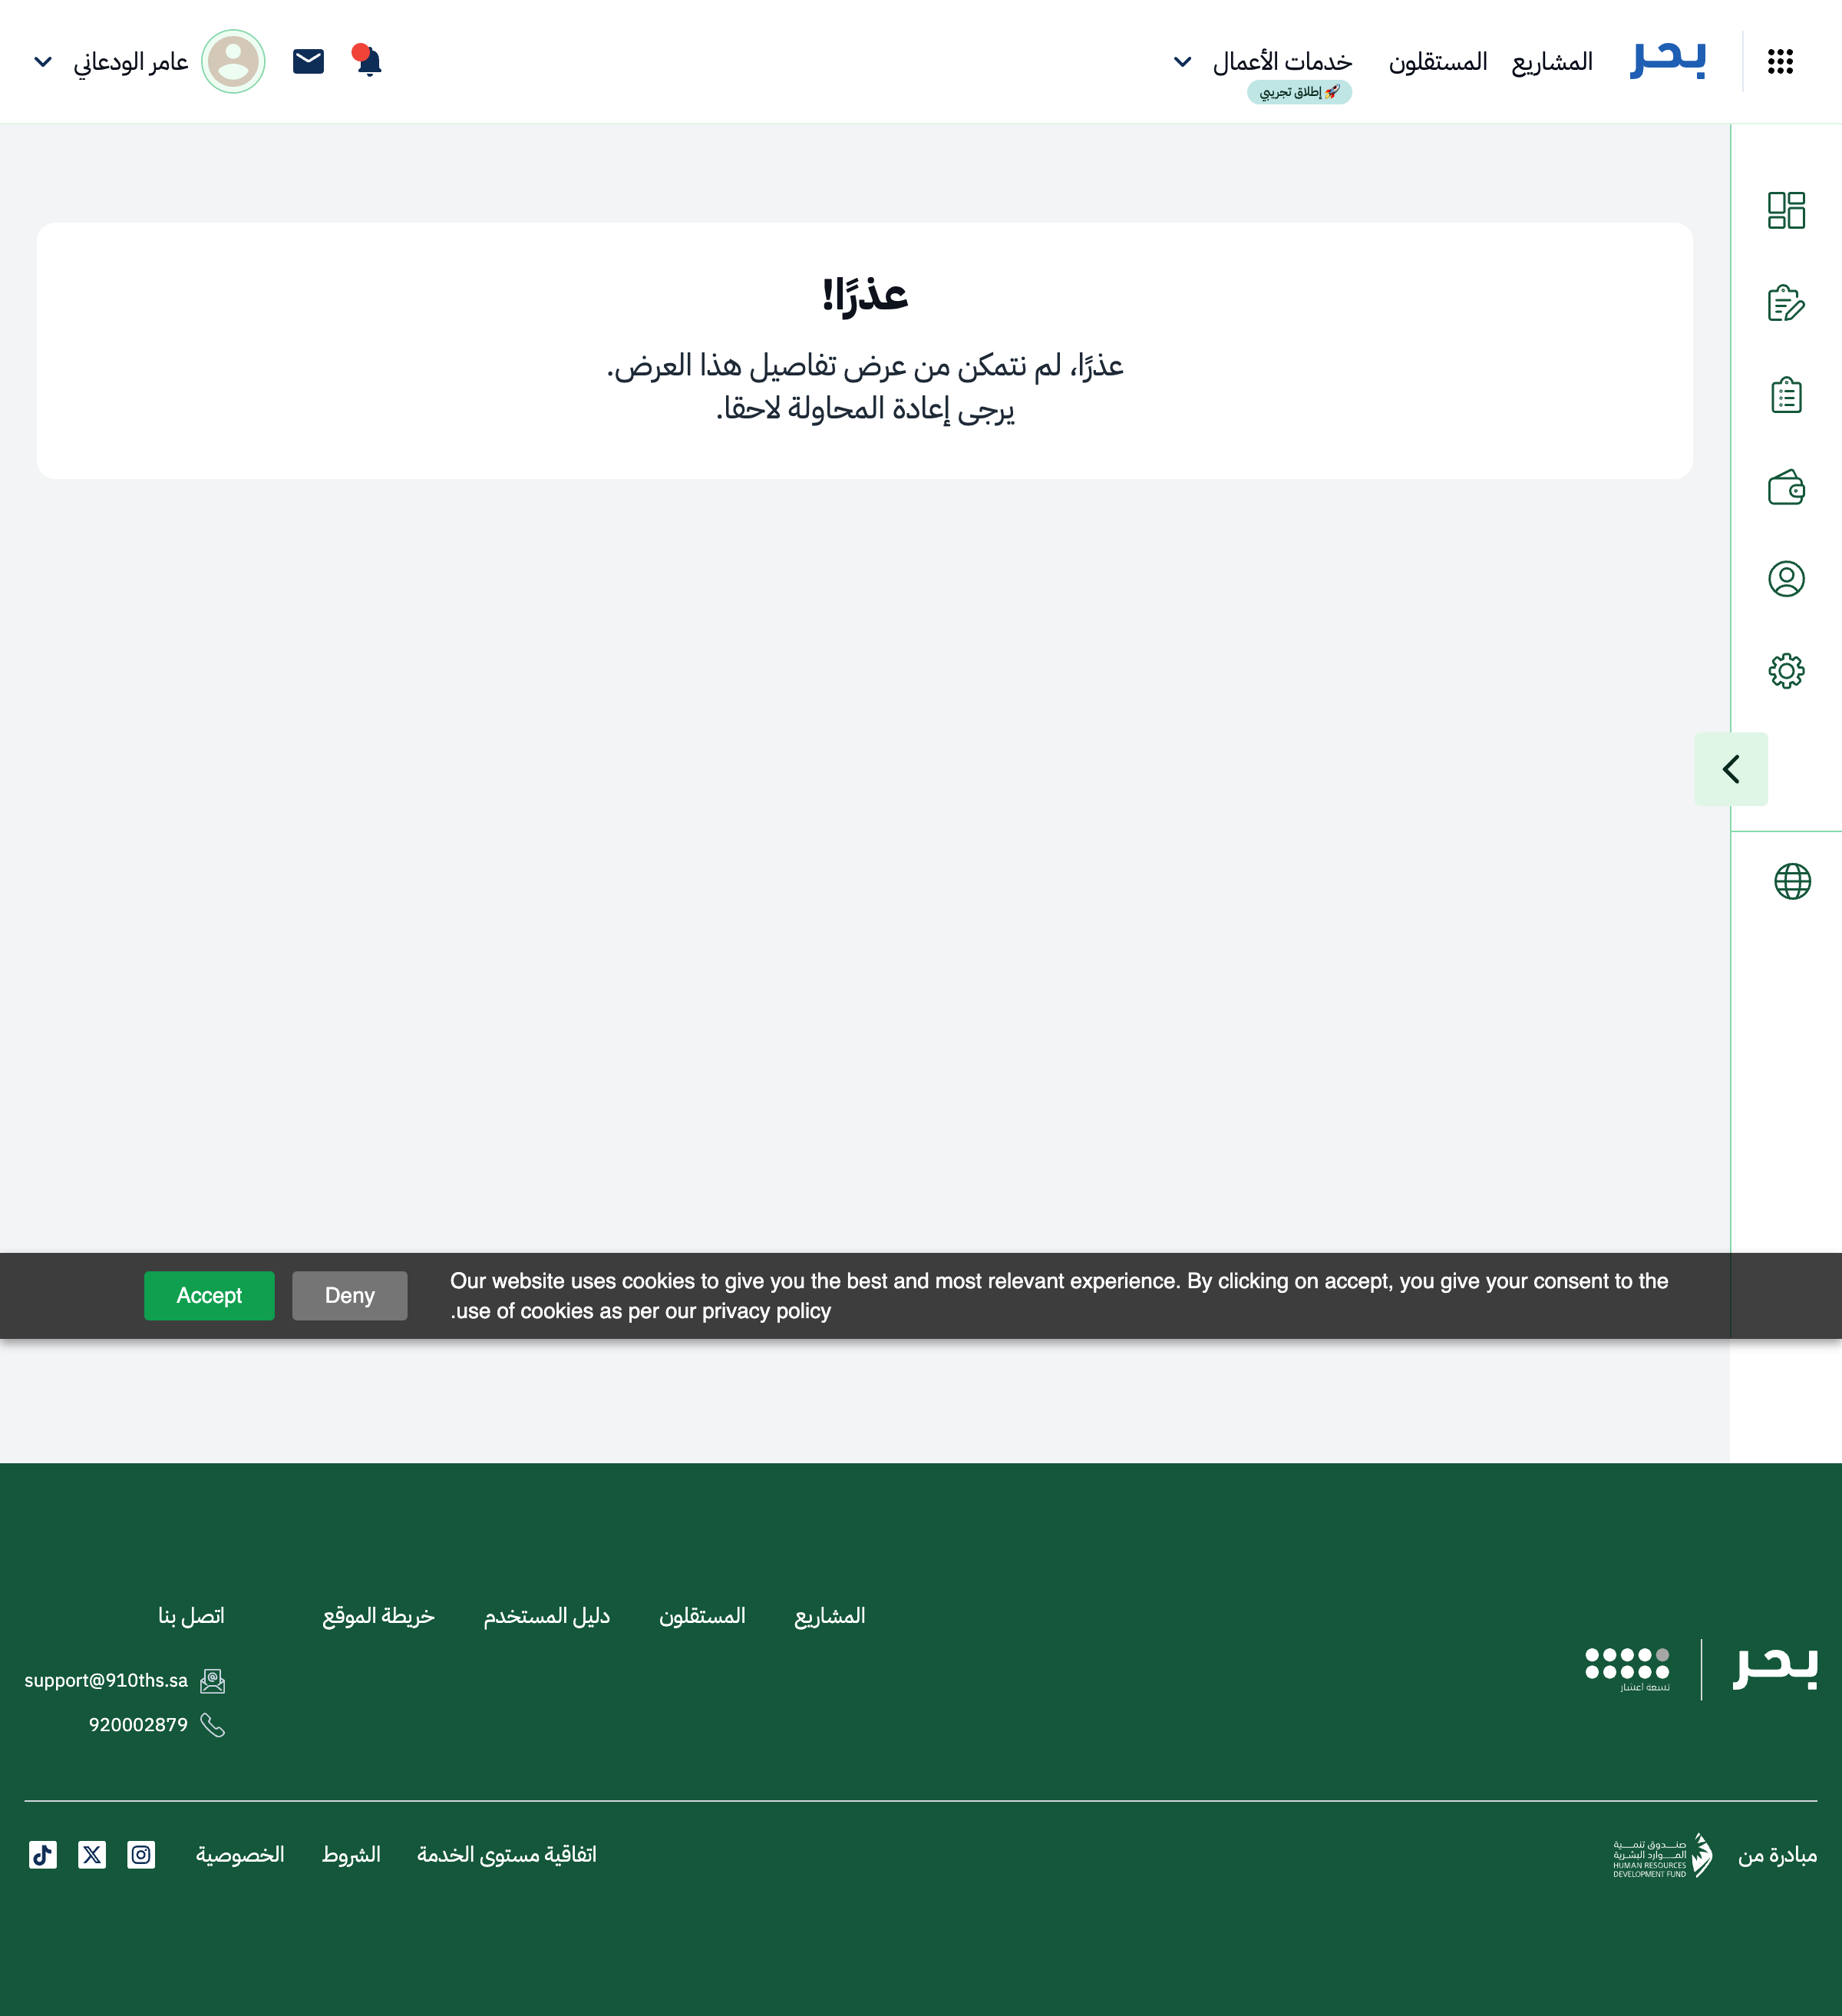 بحر
المشاريع
المستقلون
خدمات الأعمال
🚀 إطلاق تجريبي
عامر الودعاني
عذرًا!
عذرًا، لم نتمكن من عرض تفاصيل هذا العرض.
يرجى إعادة المحاولة لاحقا.
Our website uses cookies to give you the best and most relevant experience. By clicking on accept, you give your consent to the
.use of cookies as per our privacy policy
Deny
Accept
بحر
تسعة أعشار
المشاريع
المستقلون
دليل المستخدم
خريطة الموقع
اتصل بنا
support@910ths.sa
920002879
مبادرة من
صنـدوق تنميـة
المـوارد البشرية
HUMAN RESOURCES
DEVELOPMENT FUND
اتفاقية مستوى الخدمة
الشروط
الخصوصية